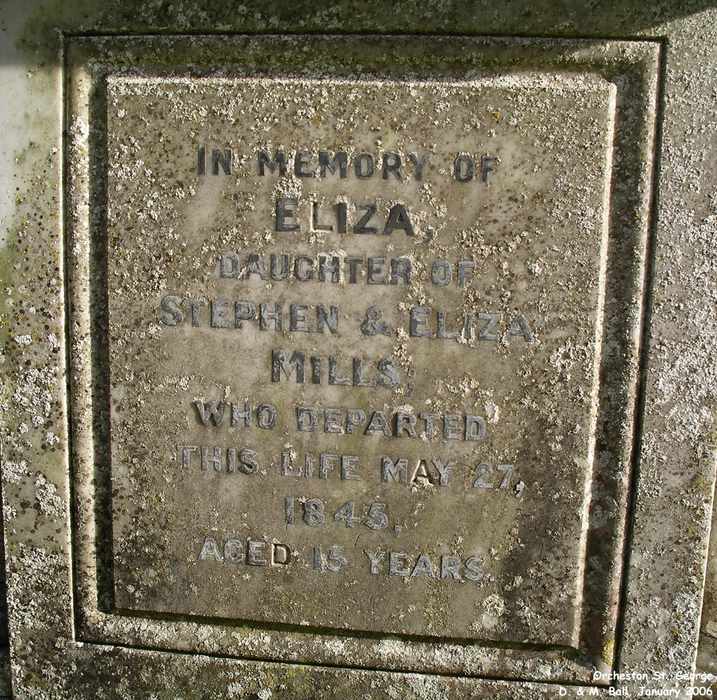 IN MEMORY OF
ELIZA,
DAUGHTER OF
STEPHEN & ELIZA
MILLS,
WHO DEPARTED
THIS LIFE MAY 27,
1845,
AGED 15 YEARS.
Orcheston St. George
D. & M. Ball, January 2006